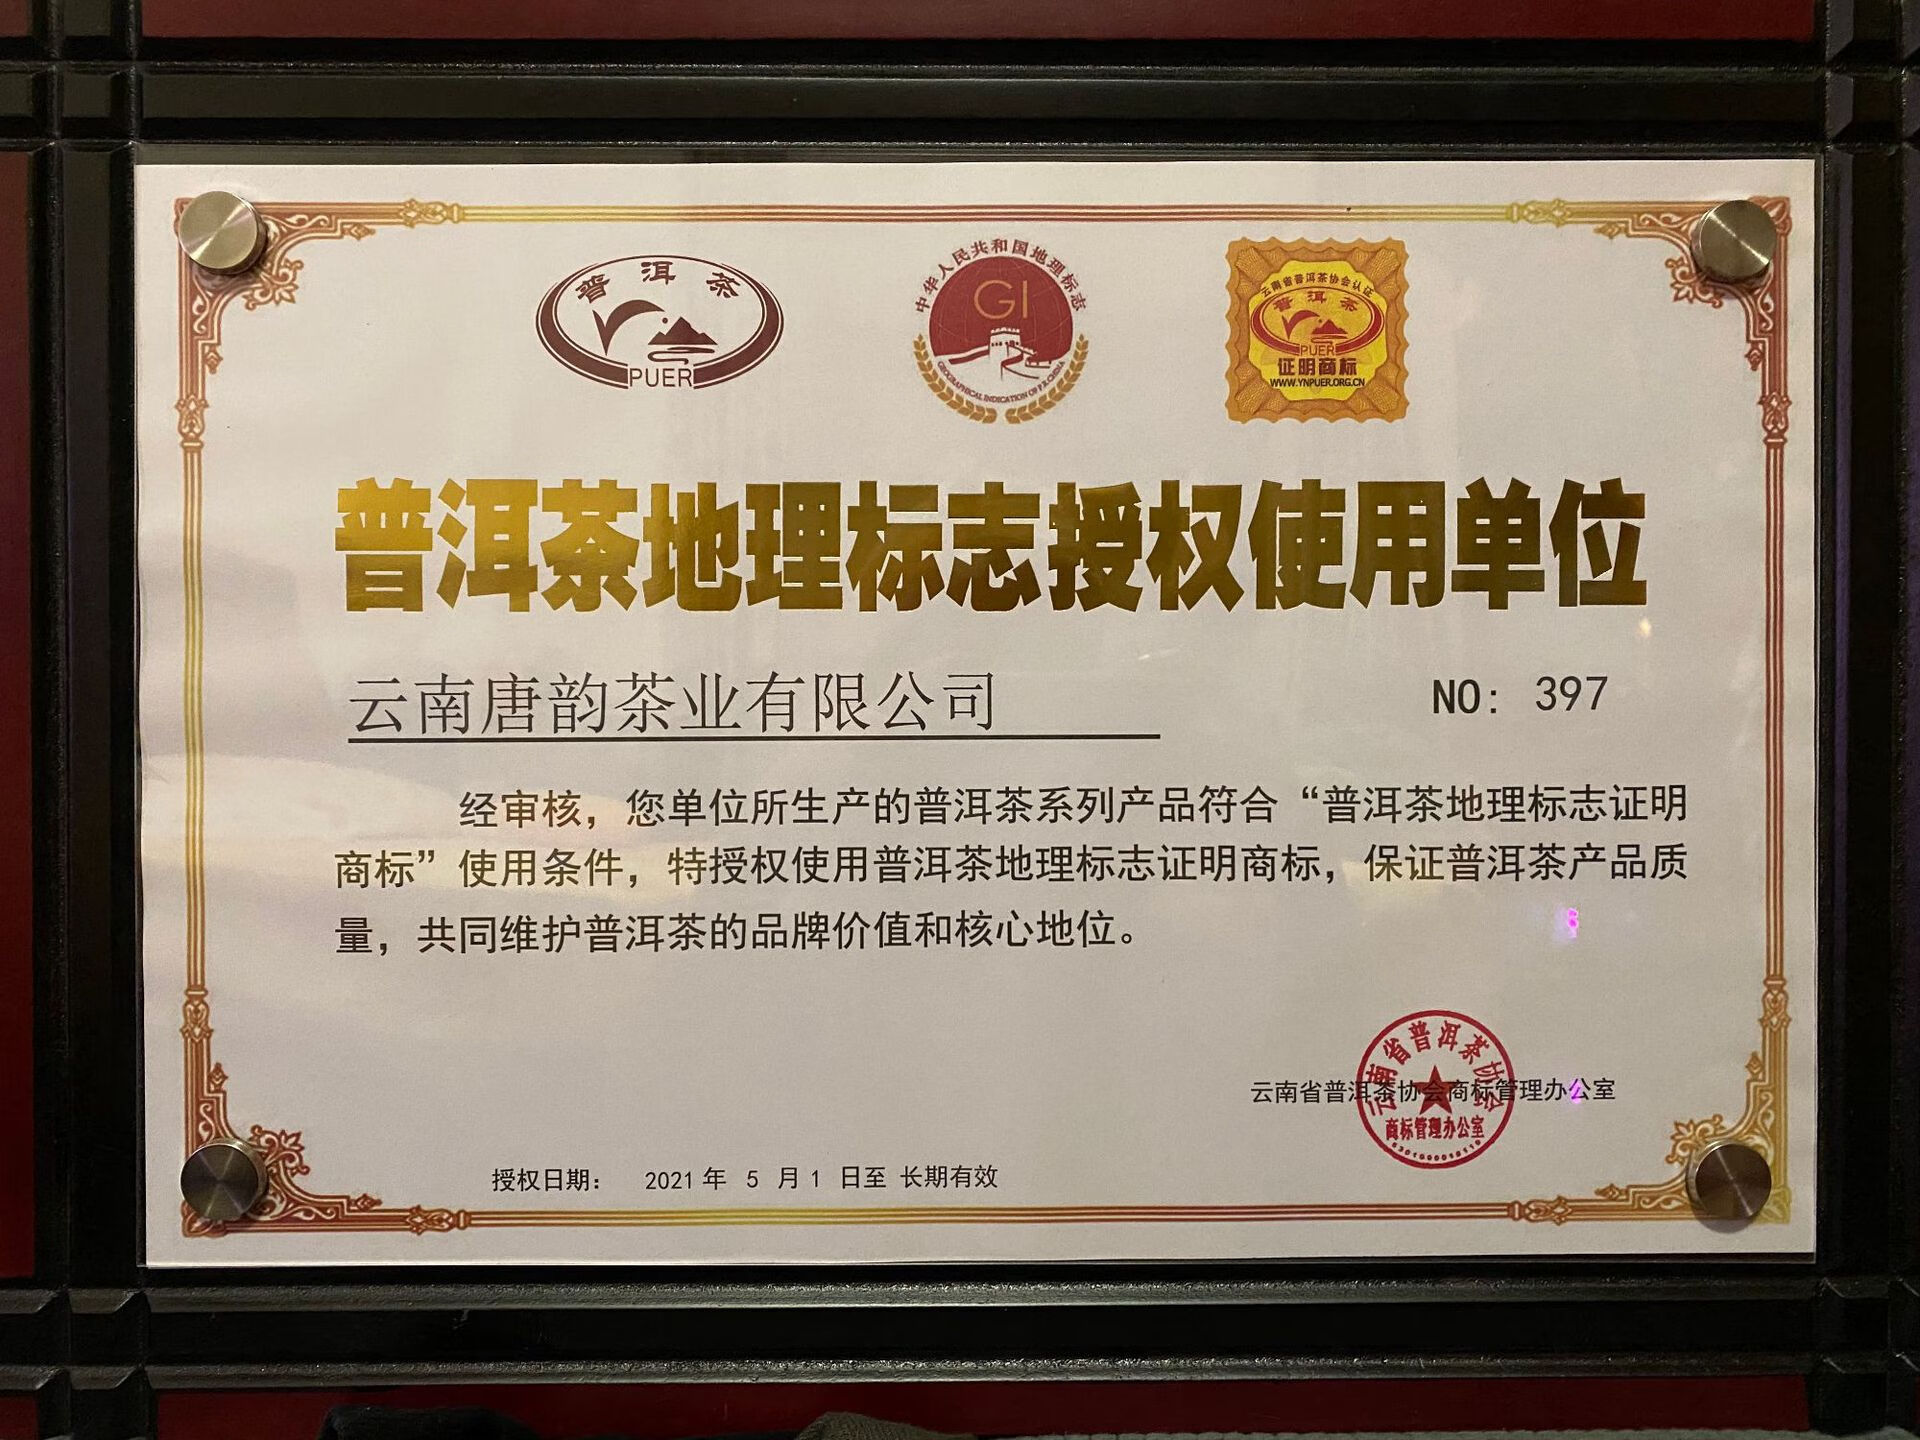 普洱茶
PUER
中华人民共和国地理标志
GI
GEOGRAPHICAL INDICATION OF P.R.CHINA
云南省普洱茶协会认证
普洱茶
PUER
证明商标
WWW.YNPUER.ORG.CN
普洱茶地理标志授权使用单位
云南唐韵茶业有限公司
NO: 397
经审核，您单位所生产的普洱茶系列产品符合“普洱茶地理标志证明
商标”使用条件，特授权使用普洱茶地理标志证明商标，保证普洱茶产品质
量，共同维护普洱茶的品牌价值和核心地位。
云南省普洱茶协会商标管理办公室
云南省普洱茶协会
商标管理办公室
授权日期： 2021 年 5 月 1 日至 长期有效